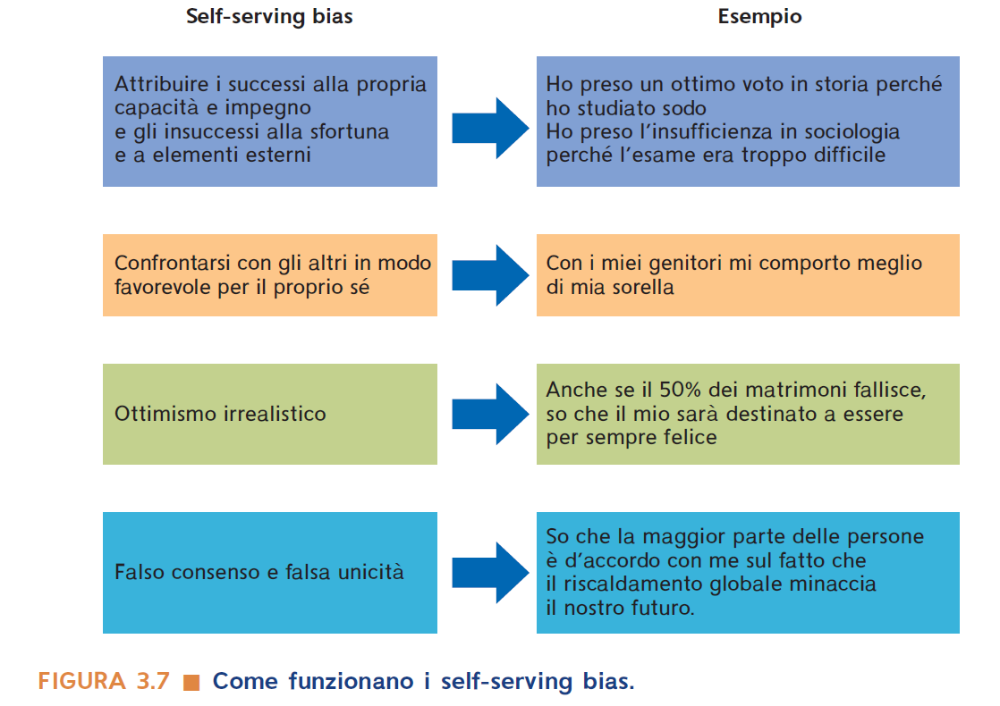 Self-serving bias
Esempio
Attribuire i successi alla propria
capacità e impegno
e gli insuccessi alla sfortuna
e a elementi esterni
Ho preso un ottimo voto in storia perché
ho studiato sodo
Ho preso l’insufficienza in sociologia
perché l’esame era troppo difficile
Confrontarsi con gli altri in modo
favorevole per il proprio sé
Con i miei genitori mi comporto meglio
di mia sorella
Ottimismo irrealistico
Anche se il 50% dei matrimoni fallisce,
so che il mio sarà destinato a essere
per sempre felice
Falso consenso e falsa unicità
So che la maggior parte delle persone
è d’accordo con me sul fatto che
il riscaldamento globale minaccia
il nostro futuro.
FIGURA 3.7 ■ Come funzionano i self-serving bias.